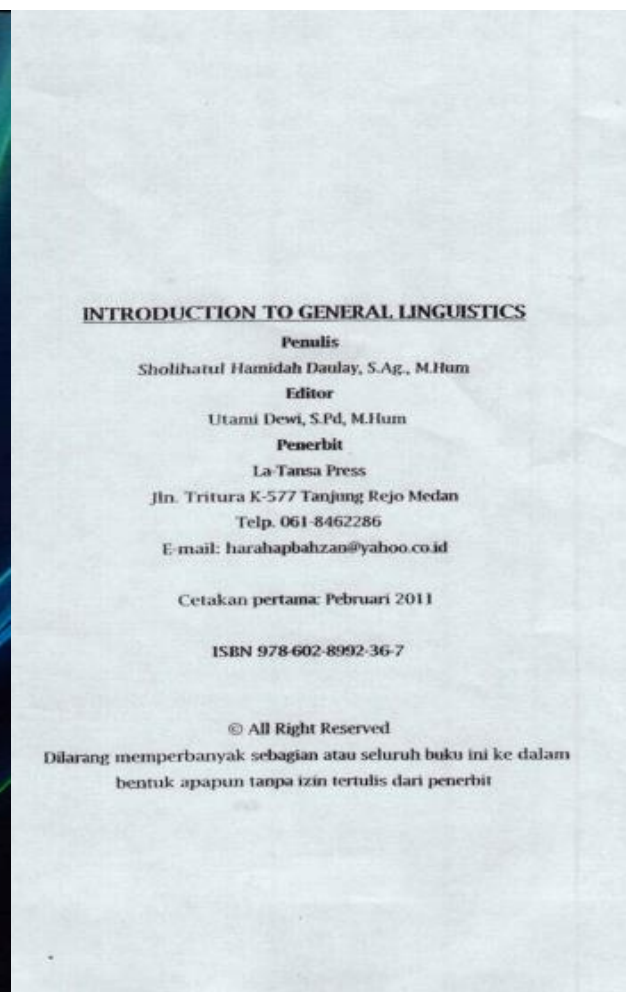 INTRODUCTION TO GENERAL LINGUISTICS
Penulis
Sholihatul Hamidah Daulay, S.Ag., M.Hum
Editor
Utami Dewi, S.Pd, M.Hum
Penerbit
La-Tansa Press
Jln. Tritura K-577 Tanjung Rejo Medan
Telp. 061-8462286
E-mail: harahapbahzan@yahoo.co.id
Cetakan pertama: Pebruari 2011
ISBN 978-602-8992-36-7
© All Right Reserved
Dilarang memperbanyak sebagian atau seluruh buku ini ke dalam
bentuk apapun tanpa izin tertulis dari penerbit